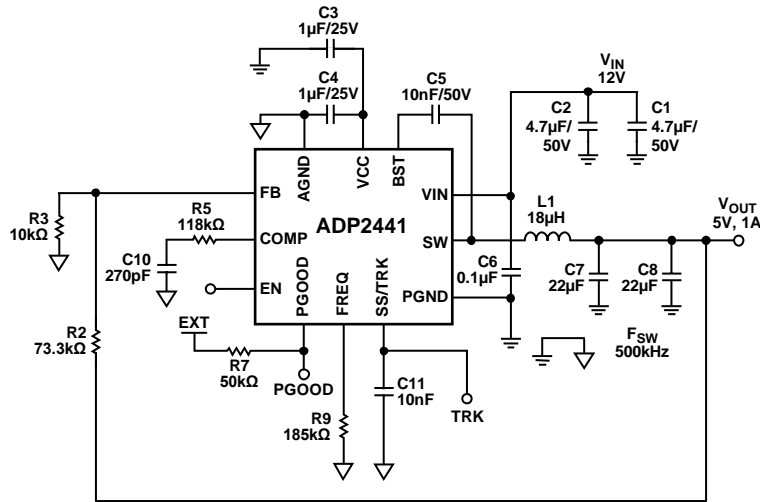 C3
1µF/25V
C4
1µF/25V
C5
10nF/50V
VIN
12V
C2
4.7µF/
50V
C1
4.7µF/
50V
AGND
VCC
BST
FB
VIN
ADP2441
R3
10kΩ
R5
118kΩ
COMP
SW
L1
18µH
VOUT
5V, 1A
C10
270pF
C6
0.1µF
C7
22µF
C8
22µF
EN
PGOOD
FREQ
SS/TRK
PGND
R2
73.3kΩ
EXT
R7
50kΩ
PGOOD
FSW
500kHz
C11
10nF
TRK
R9
185kΩ